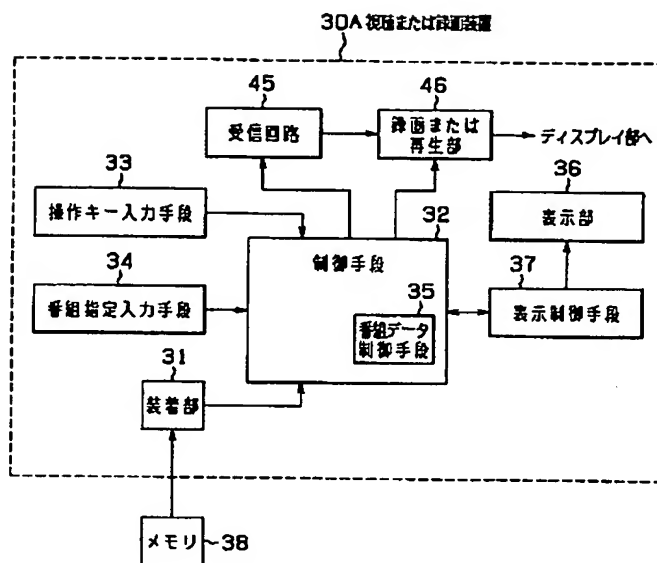 30A 視聴または録画装置
45
受信回路
46
録画または
再生部
ディスプレイ部へ
33
操作キー入力手段
36
表示部
32
制御手段
34
番組指定入力手段
35
番組データ
制御手段
37
表示制御手段
31
装着部
メモリ
38